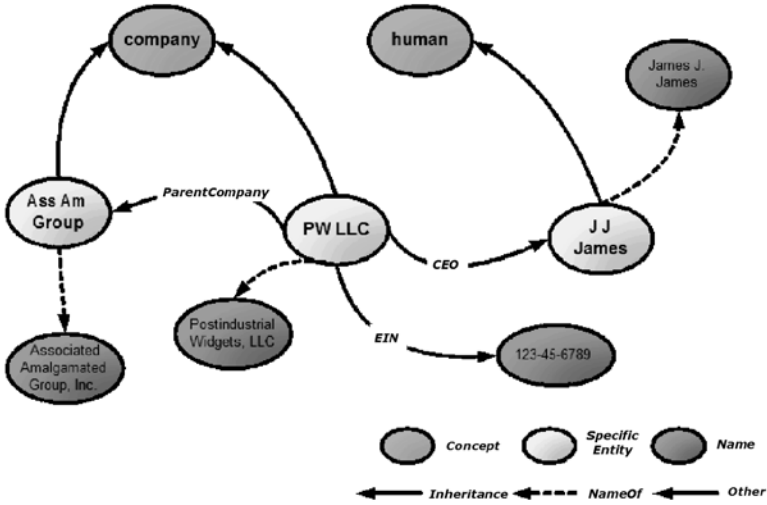 company
human
James J.
James
Ass Am
Group
ParentCompany
PW LLC
J J
James
CEO
Postindustrial
Widgets, LLC
EIN
Associated
Amalgamated
Group, Inc.
123-45-6789
Concept
Specific
Entity
Name
Inheritance
NameOf
Other